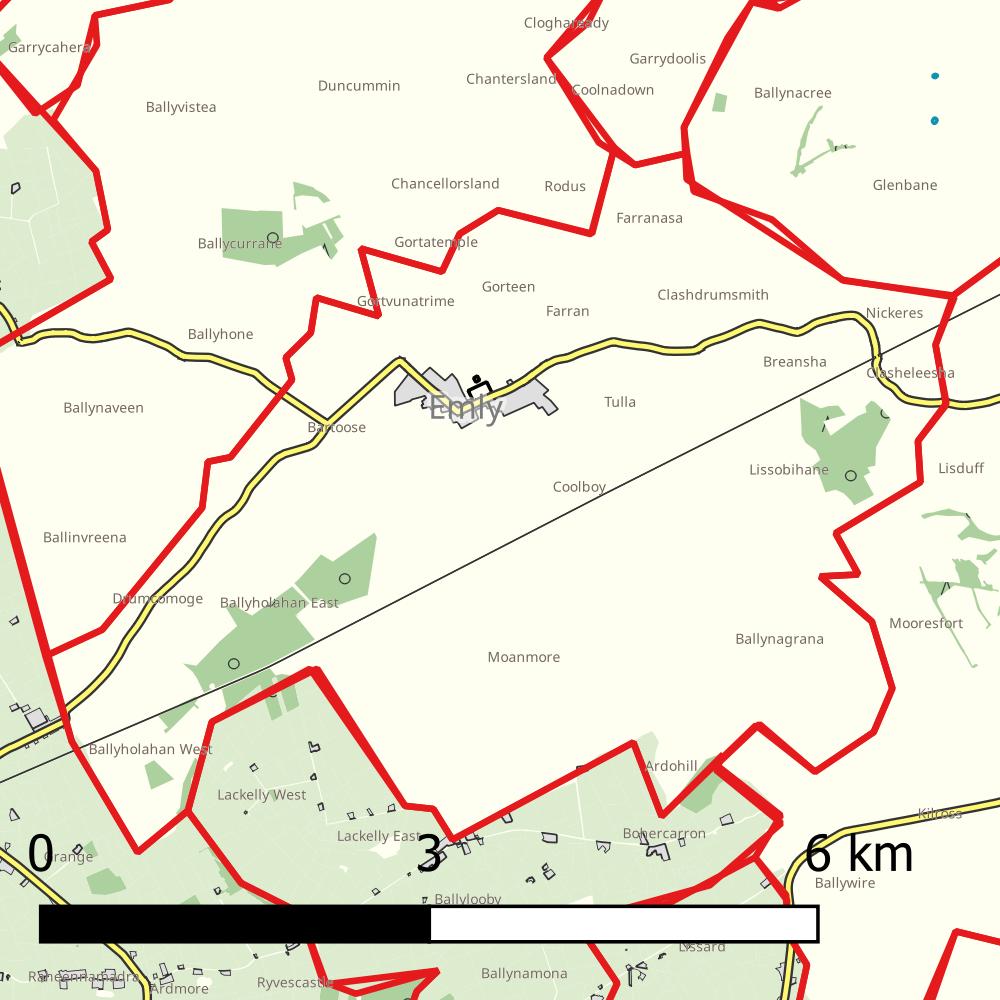 Cloghaready
Garrycahera
Garrydoolis
Duncummin
Chantersland
Coolnadown
Ballynacree
Ballyvistea
Chancellorsland
Rodus
Glenbane
Farranasa
Ballycurrane
Gortatemple
Gorteen
Clashdrumsmith
Gortvunatrime
Farran
Nickeres
Ballyhone
Breansha
Clasheleesha
Ballynaveen
Emly
Tulla
Bartoose
Lissobihane
Lisduff
Coolboy
Ballinvreena
Drumcomoge
Ballyholahan East
Mooresfort
Ballynagrana
Moanmore
Ballyholahan West
Ardohill
Lackelly West
Kilross
Lackelly East
Bohercarron
0 3 6 km
Grange
Ballywire
Ballylooby
Lissard
Raheennamadra
Ballynamona
Ryvescastle
Ardmore